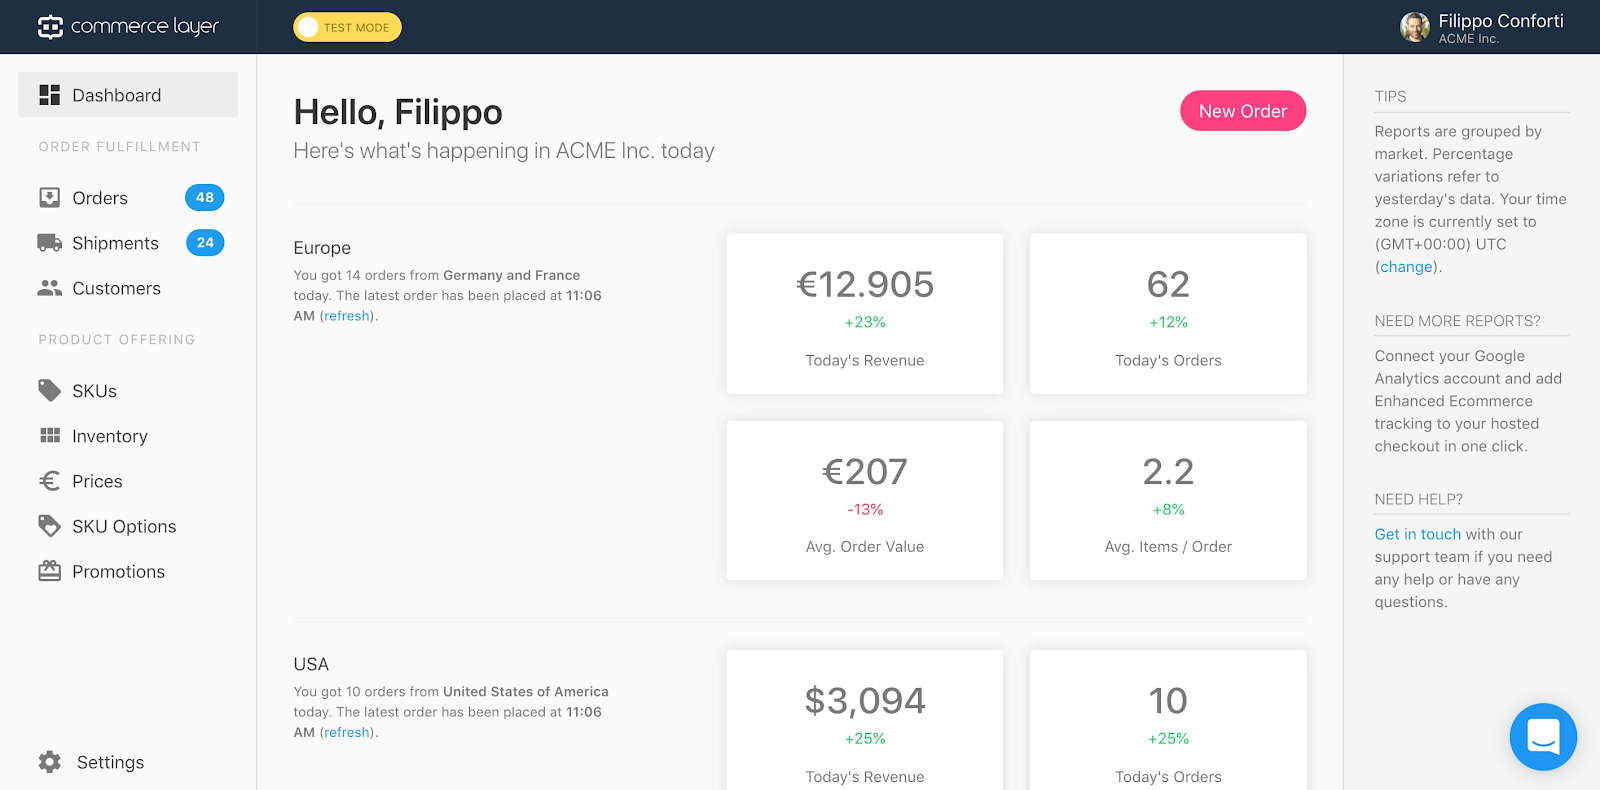 commerce layer
TEST MODE
Filippo Conforti
ACME Inc.
Dashboard
ORDER FULFILLMENT
Orders 48
Shipments 24
Customers
PRODUCT OFFERING
SKUs
Inventory
Prices
SKU Options
Promotions
Settings
Hello, Filippo
Here's what's happening in ACME Inc. today
New Order
Europe
You got 14 orders from Germany and France
today. The latest order has been placed at 11:06
AM (refresh).
€12.905
+23%
Today's Revenue
62
+12%
Today's Orders
€207
-13%
Avg. Order Value
2.2
+8%
Avg. Items / Order
USA
You got 10 orders from United States of America
today. The latest order has been placed at 11:06
AM (refresh).
$3,094
+25%
Today's Revenue
10
+25%
Today's Orders
TIPS
Reports are grouped by
market. Percentage
variations refer to
yesterday's data. Your time
zone is currently set to
(GMT+00:00) UTC
(change).
NEED MORE REPORTS?
Connect your Google
Analytics account and add
Enhanced Ecommerce
tracking to your hosted
checkout in one click.
NEED HELP?
Get in touch with our
support team if you need
any help or have any
questions.